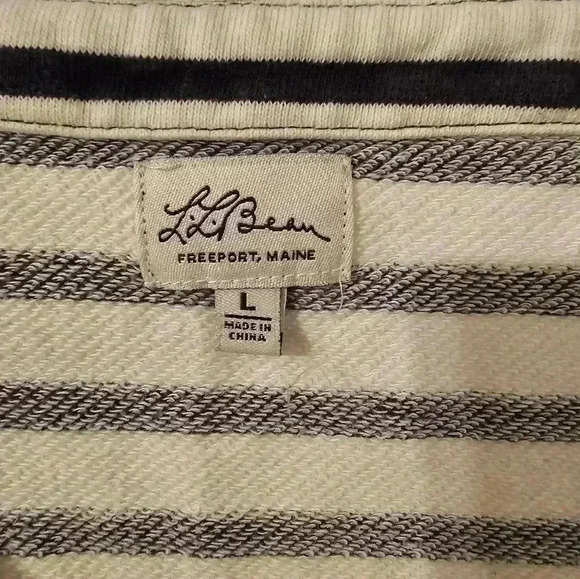 L.L.Bean
FREEPORT, MAINE
L
MADE IN
CHINA